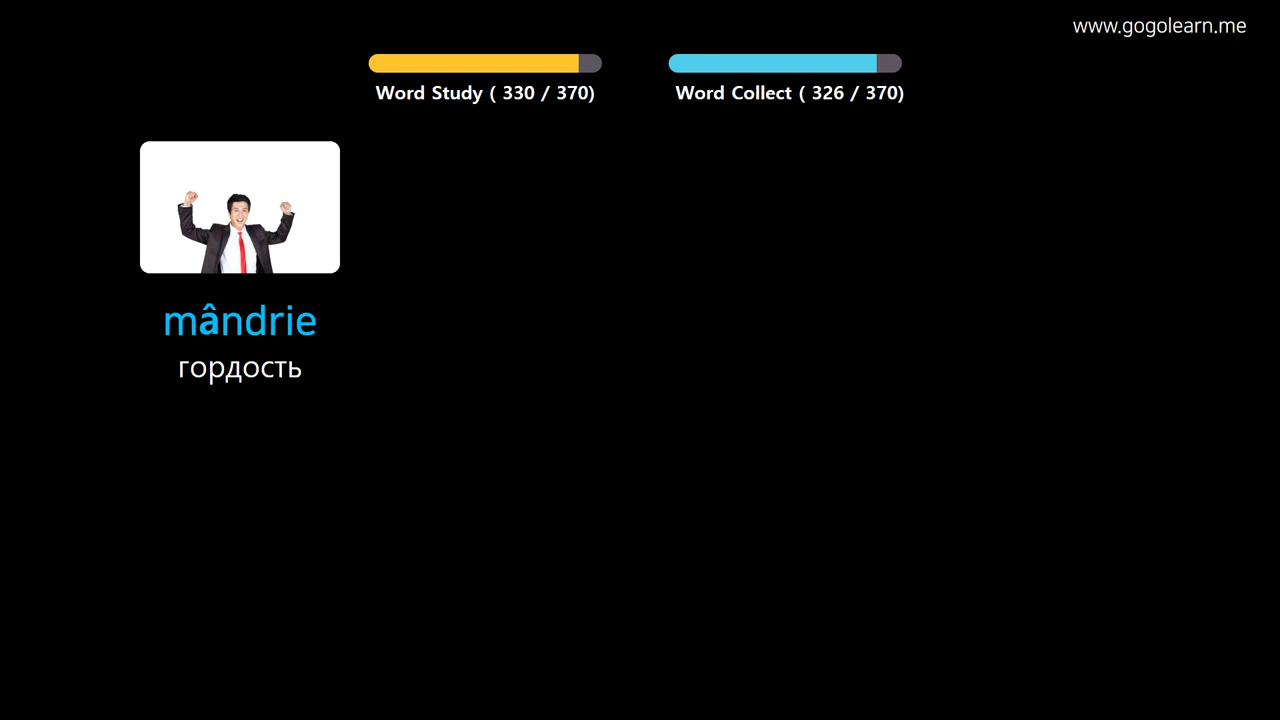 www.gogolearn.me
Word Study ( 330 / 370)
Word Collect ( 326 / 370)
mândrie
гордость